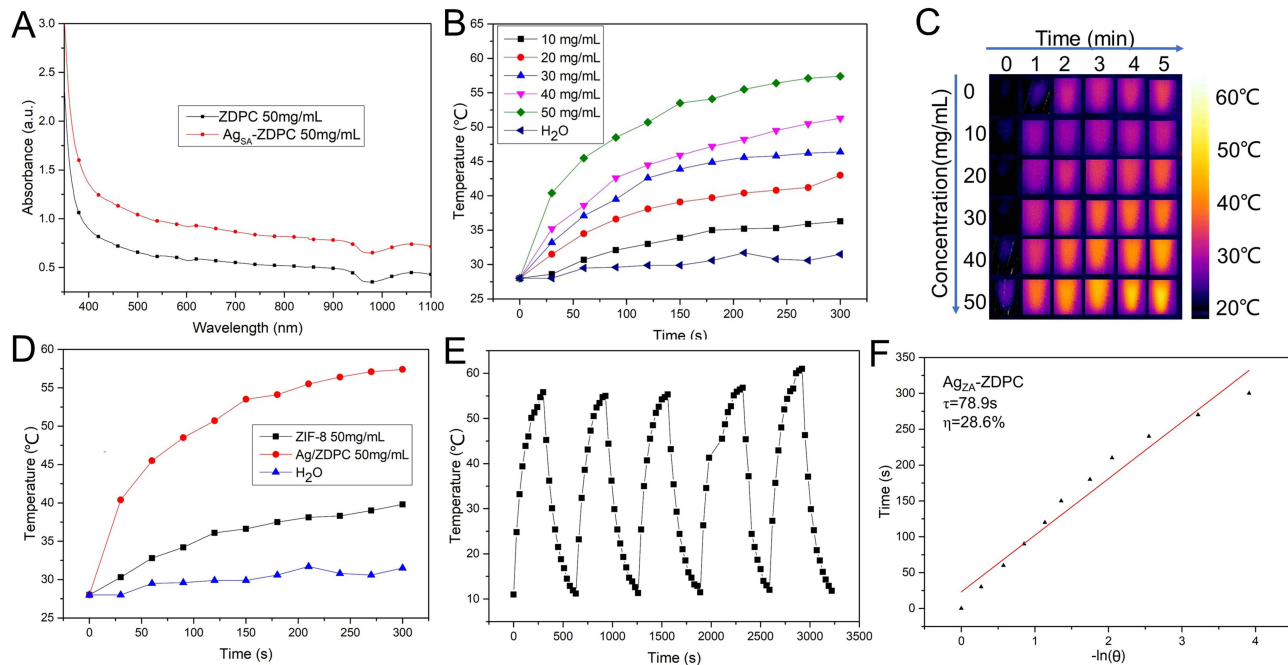 A
3.0
2.5
2.0
1.5
1.0
0.5
Absorbance (a.u.)
ZDPC 50mg/mL
AgSA-ZDPC 50mg/mL
400 500 600 700 800 900 1000 1100
Wavelength (nm)
B
65
60
55
50
45
40
35
30
25
Temperature (℃)
10 mg/mL
20 mg/mL
30 mg/mL
40 mg/mL
50 mg/mL
H2O
0 50 100 150 200 250 300
Time (s)
C
Time (min)
0 1 2 3 4 5
Concentration(mg/mL)
0
10
20
30
40
50
60℃
50℃
40℃
30℃
20℃
D
60
55
50
45
40
35
30
25
Temperature (℃)
ZIF-8 50mg/mL
Ag/ZDPC 50mg/mL
H2O
0 50 100 150 200 250 300
Time (s)
E
60
50
40
30
20
10
Temperature (℃)
0 500 1000 1500 2000 2500 3000 3500
Time (s)
F
350
300
250
200
150
100
50
0
Time (s)
AgZA-ZDPC
τ=78.9s
η=28.6%
0 1 2 3 4
-ln(θ)